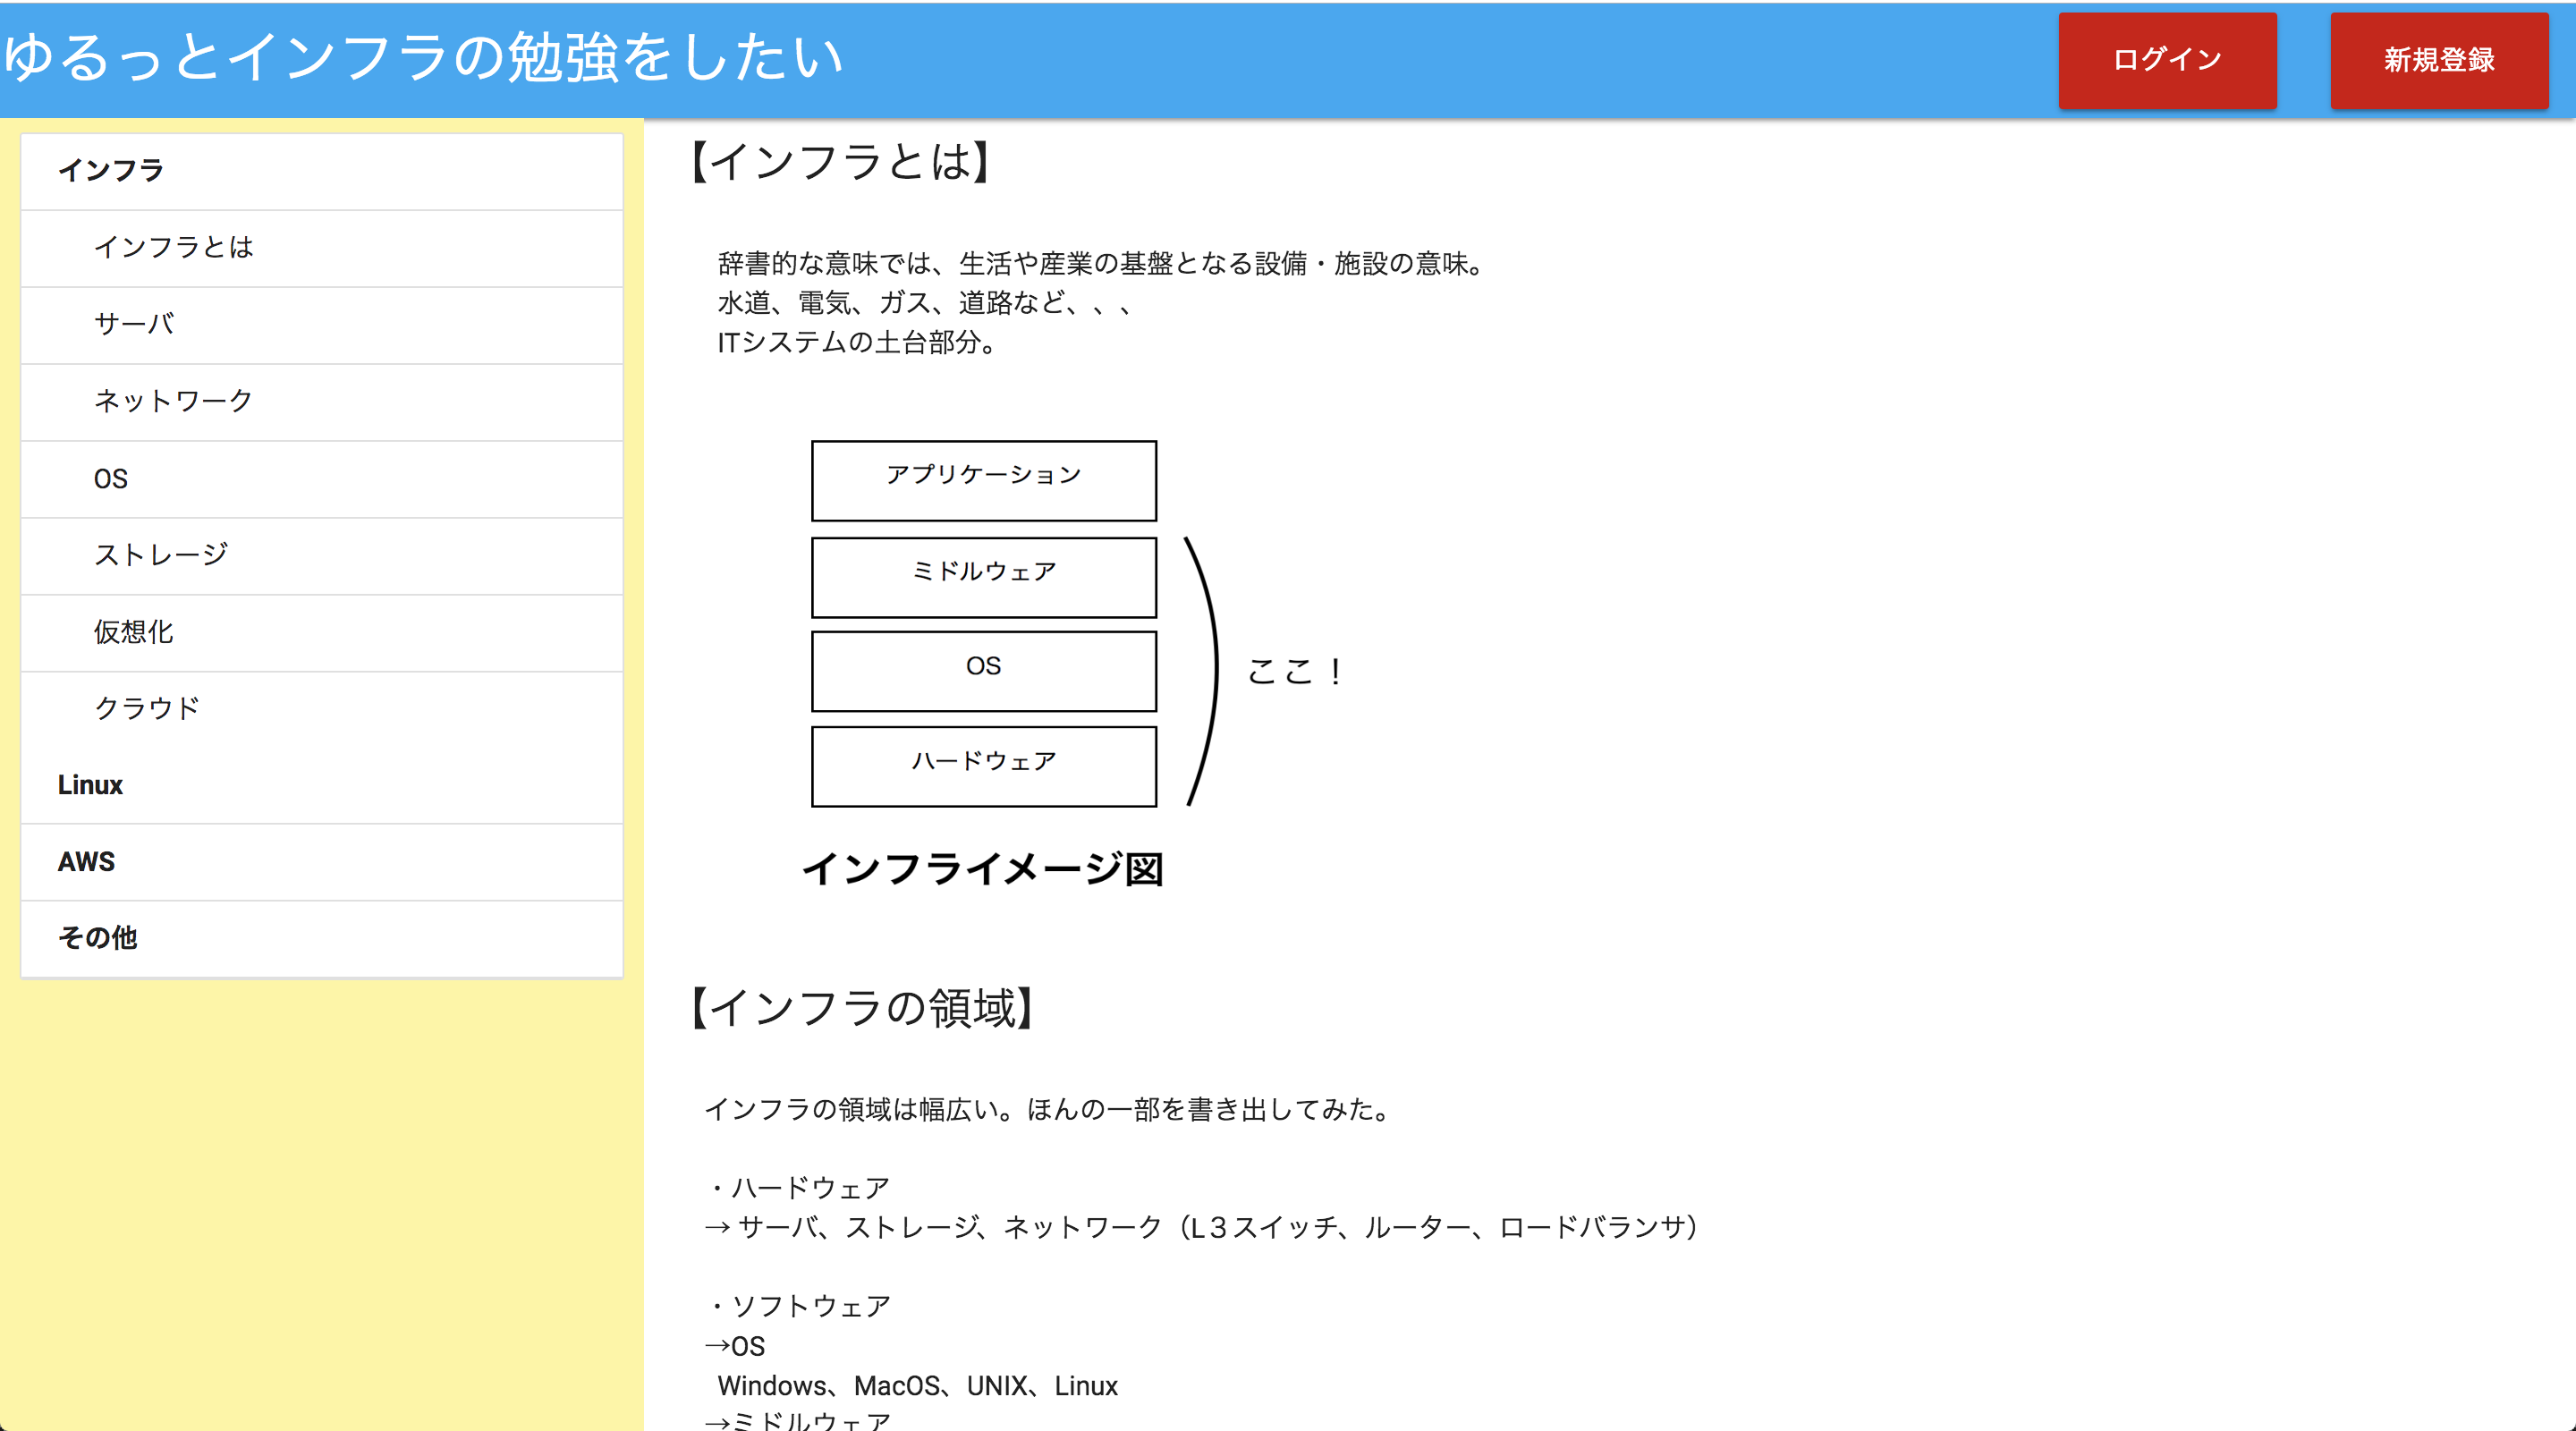 ゆるっとインフラの勉強をしたい
ログイン
新規登録
インフラ
インフラとは
サーバ
ネットワーク
OS
ストレージ
仮想化
クラウド
Linux
AWS
その他
【インフラとは】
辞書的な意味では、生活や産業の基盤となる設備・施設の意味。
水道、電気、ガス、道路など、、、
ITシステムの土台部分。
アプリケーション
ミドルウェア
OS
ハードウェア
ここ！
インフライメージ図
【インフラの領域】
インフラの領域は幅広い。ほんの一部を書き出してみた。
・ハードウェア
→ サーバ、ストレージ、ネットワーク（L３スイッチ、ルーター、ロードバランサ）
・ソフトウェア
→OS
Windows、MacOS、UNIX、Linux
→ミドルウェア